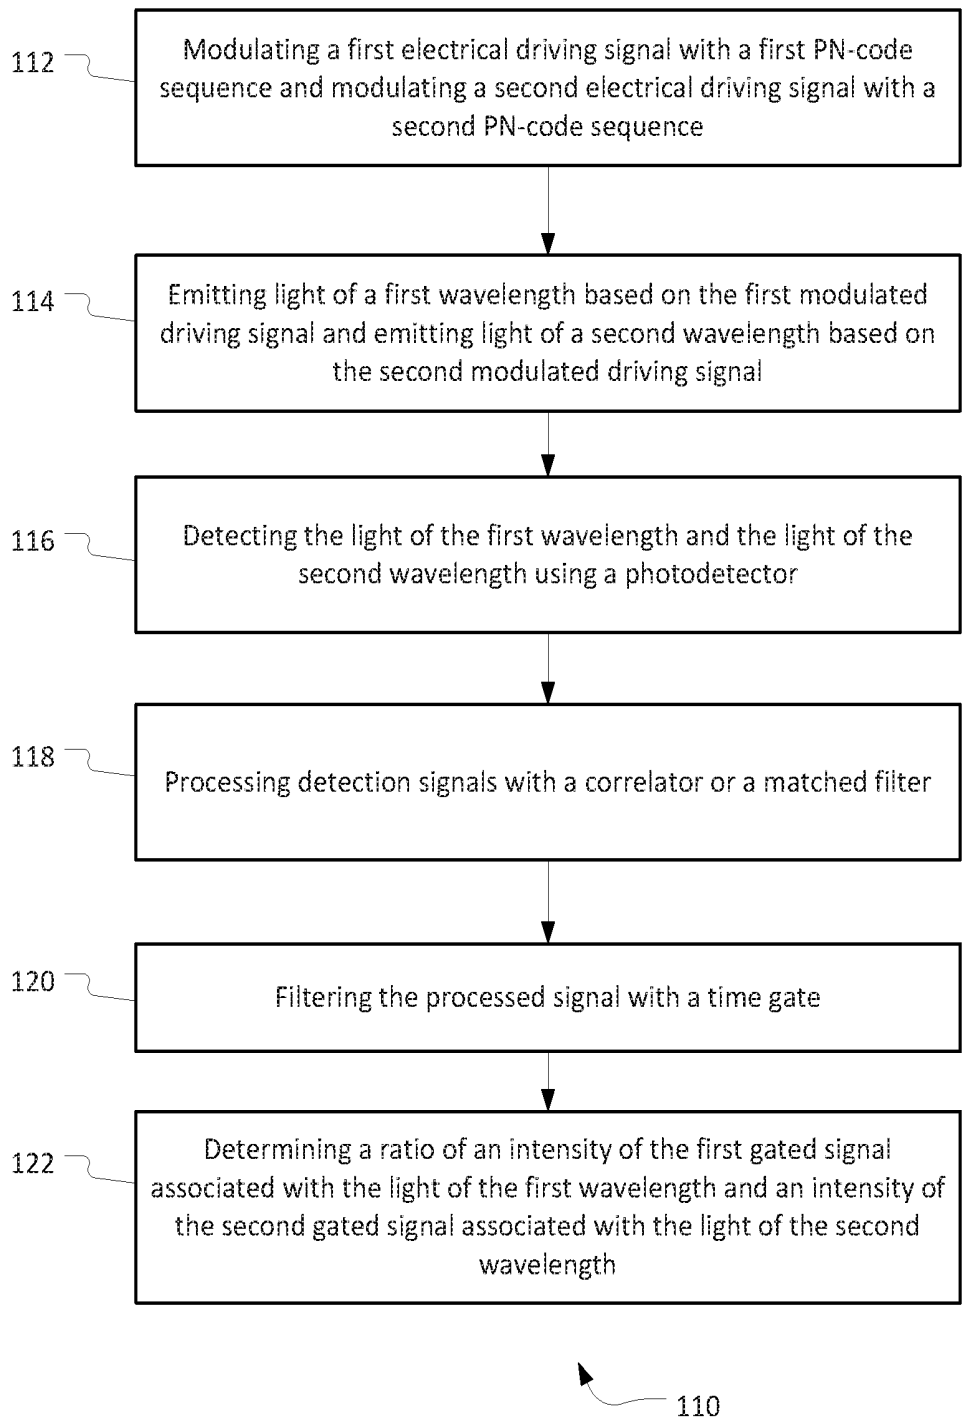 112
Modulating a first electrical driving signal with a first PN-code
sequence and modulating a second electrical driving signal with a
second PN-code sequence
114
Emitting light of a first wavelength based on the first modulated
driving signal and emitting light of a second wavelength based on
the second modulated driving signal
116
Detecting the light of the first wavelength and the light of the
second wavelength using a photodetector
118
Processing detection signals with a correlator or a matched filter
120
Filtering the processed signal with a time gate
122
Determining a ratio of an intensity of the first gated signal
associated with the light of the first wavelength and an intensity of
the second gated signal associated with the light of the second
wavelength
110